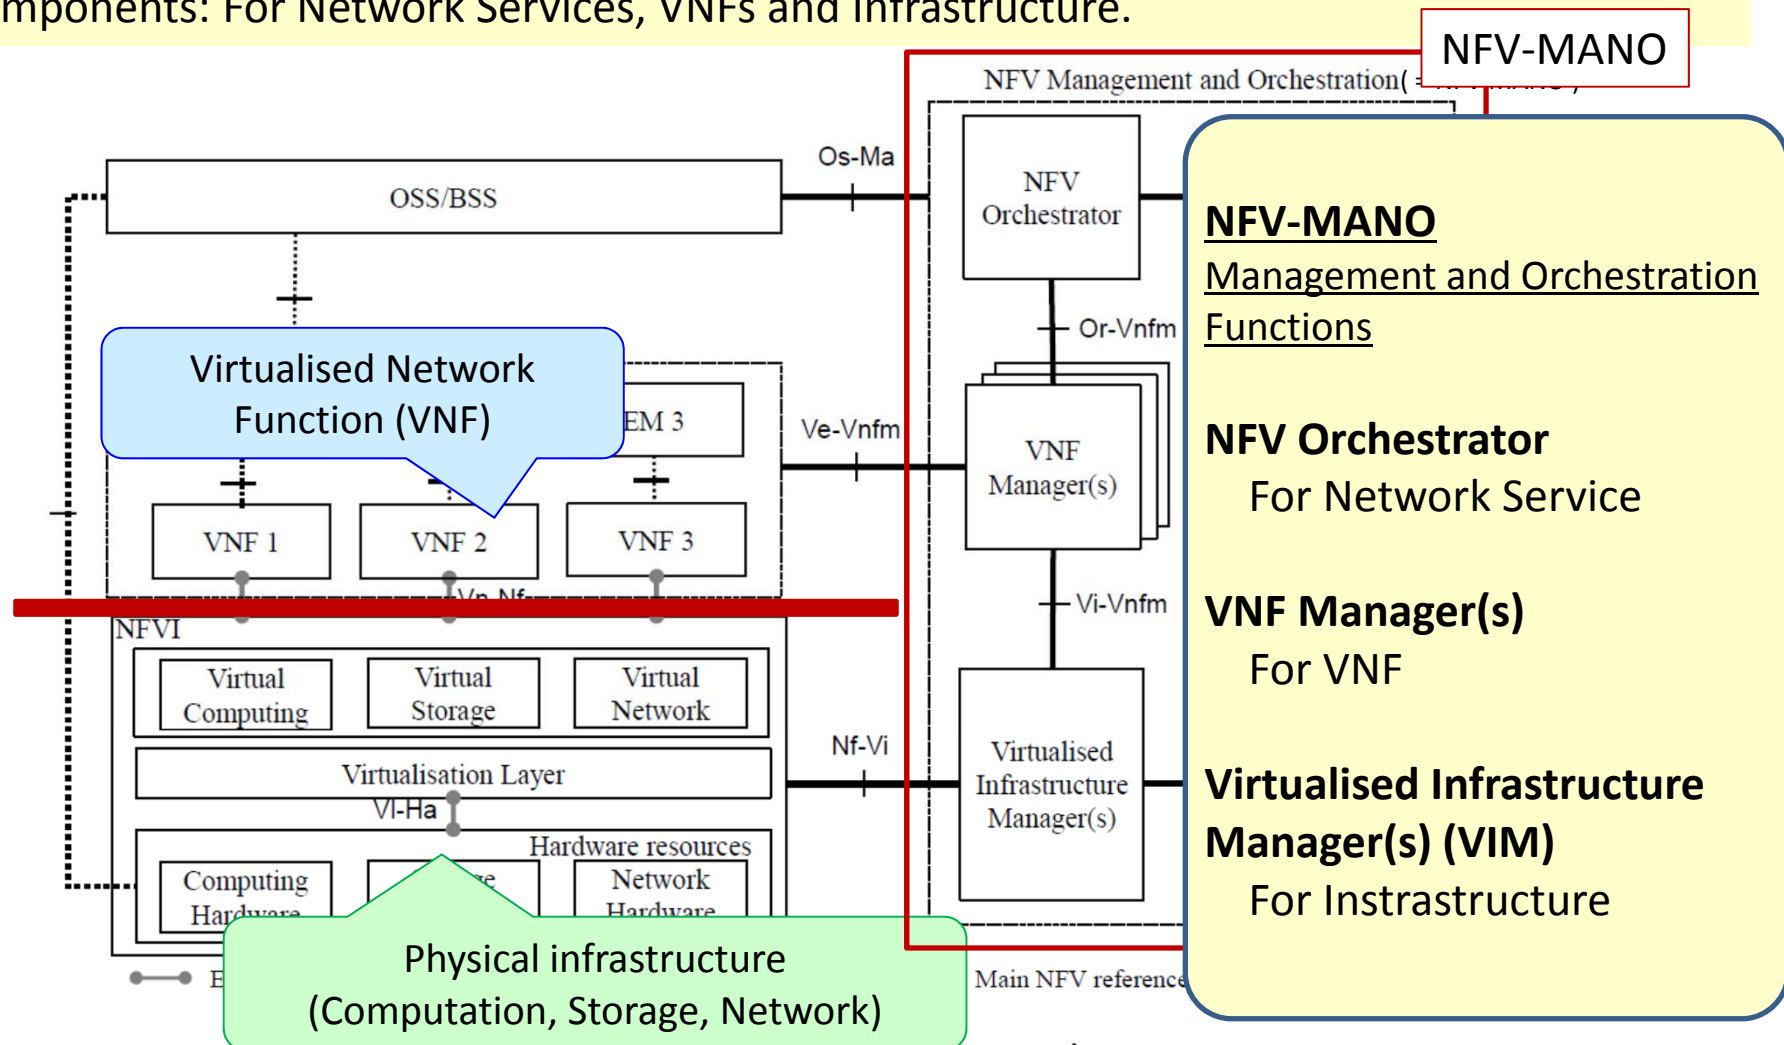 For Network Services, VNFs and Infrastructure.
NFV-MANO
NFV Management and Orchestration( =
Os-Ma
OSS/BSS
NFV
Orchestrator
NFV-MANO
Management and Orchestration
Functions
Or-Vnfm
Virtualised Network
Function (VNF)
EM 3
Ve-Vnfm
VNF
Manager(s)
NFV Orchestrator
For Network Service
VNF 1
VNF 2
VNF 3
Vn-Nf
Vi-Vnfm
VNF Manager(s)
For VNF
NFVI
Virtual
Computing
Virtual
Storage
Virtual
Network
Nf-Vi
Virtualisation Layer
Vl-Ha
Virtualised
Infrastructure
Manager(s)
Virtualised Infrastructure
Manager(s) (VIM)
For Instrastructure
Hardware resources
Computing
Hardware
Network
Hardware
Physical infrastructure
(Computation, Storage, Network)
Main NFV reference